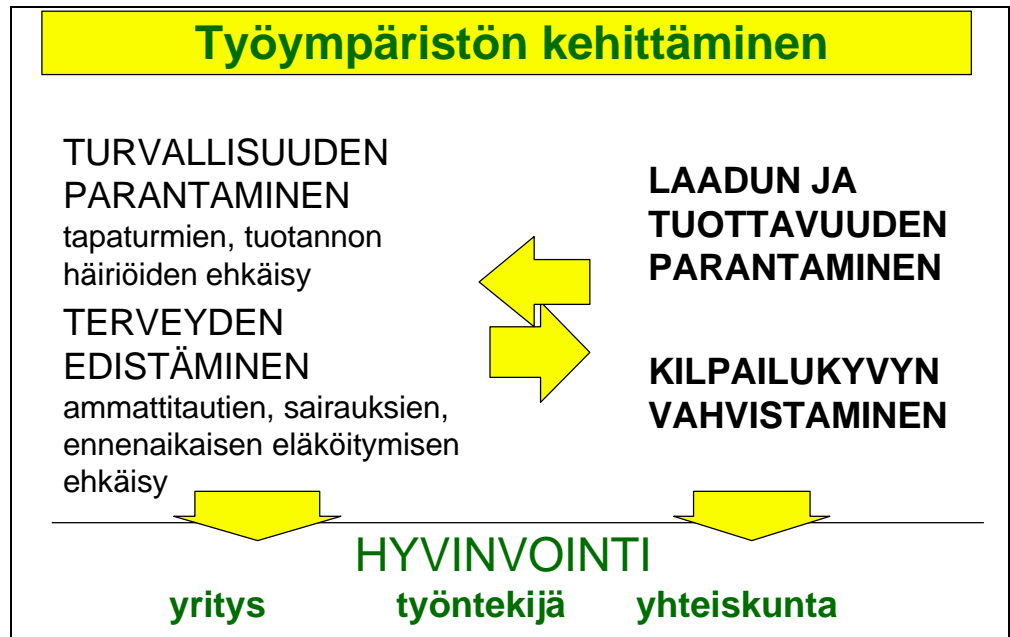 Työympäristön kehittäminen
TURVALLISUUDEN
PARANTAMINEN
tapaturmien, tuotannon
häiriöiden ehkäisy
TERVEYDEN
EDISTÄMINEN
ammattitautien, sairauksien,
ennenaikaisen eläköitymisen
ehkäisy
LAADUN JA
TUOTTAVUUDEN
PARANTAMINEN
KILPAILUKYVYN
VAHVISTAMINEN
HYVINVOINTI
yritys työntekijä yhteiskunta